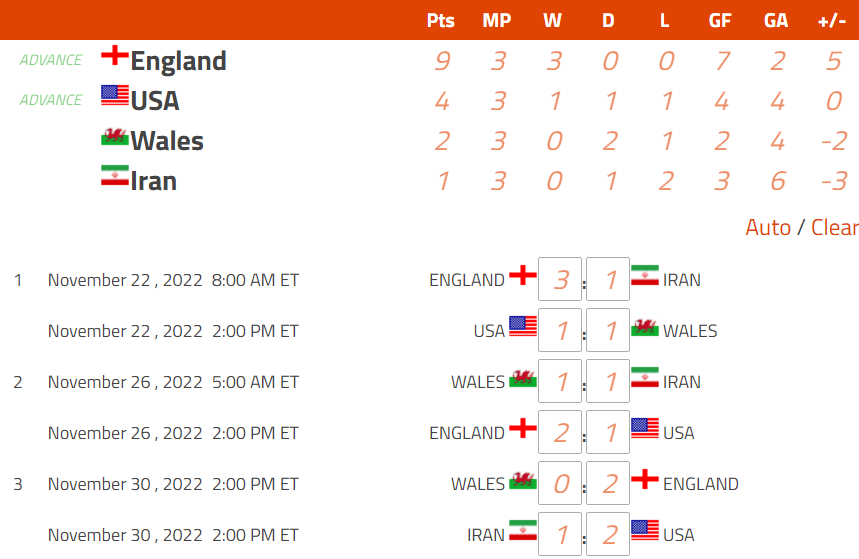 Pts MP W D L GF GA +/-
ADVANCE England 9 3 3 0 0 7 2 5
ADVANCE USA 4 3 1 1 1 4 4 0
Wales 2 3 0 2 1 2 4 -2
Iran 1 3 0 1 2 3 6 -3
Auto / Clear
1 November 22 , 2022 8:00 AM ET ENGLAND 3 : 1 IRAN
November 22 , 2022 2:00 PM ET USA 1 : 1 WALES
2 November 26 , 2022 5:00 AM ET WALES 1 : 1 IRAN
November 26 , 2022 2:00 PM ET ENGLAND 2 : 1 USA
3 November 30 , 2022 2:00 PM ET WALES 0 : 2 ENGLAND
November 30 , 2022 2:00 PM ET IRAN 1 : 2 USA